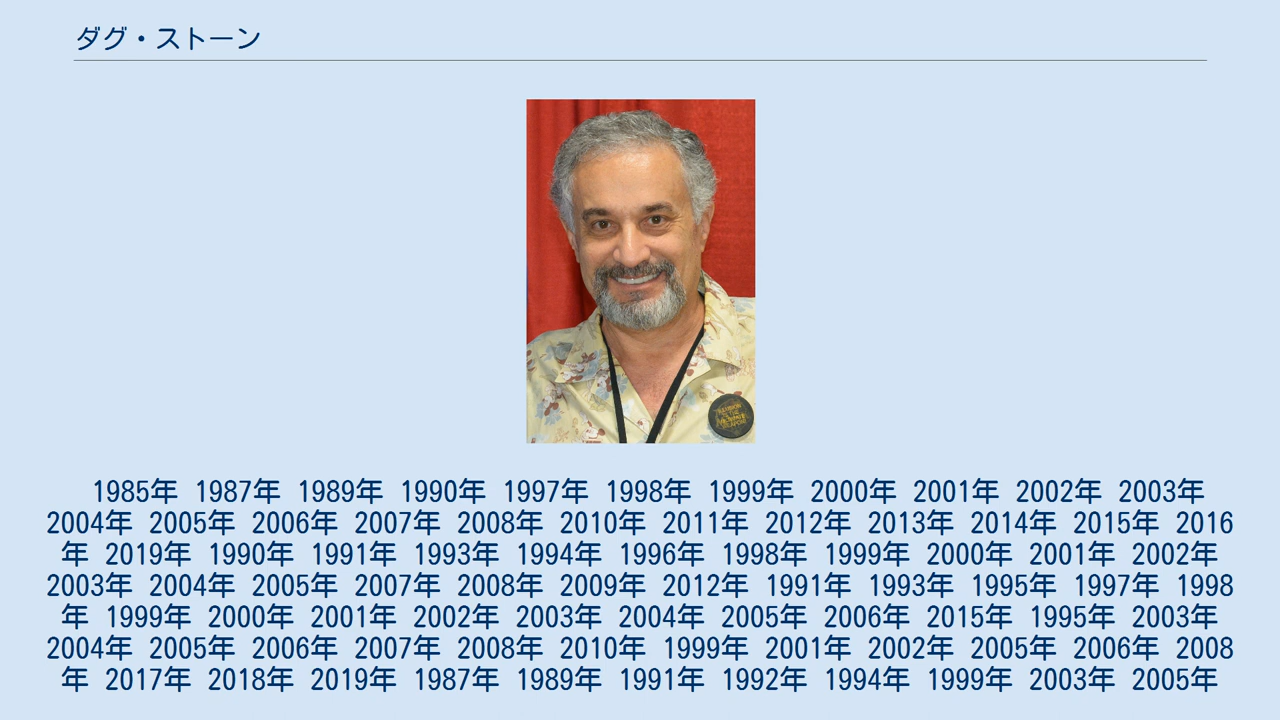 ダグ・ストーン
1985年 1987年 1989年 1990年 1997年 1998年 1999年 2000年 2001年 2002年 2003年
2004年 2005年 2006年 2007年 2008年 2010年 2011年 2012年 2013年 2014年 2015年 2016
年 2019年 1990年 1991年 1993年 1994年 1996年 1998年 1999年 2000年 2001年 2002年
2003年 2004年 2005年 2007年 2008年 2009年 2012年 1991年 1993年 1995年 1997年 1998
年 1999年 2000年 2001年 2002年 2003年 2004年 2005年 2006年 2015年 1995年 2003年
2004年 2005年 2006年 2007年 2008年 2010年 1999年 2001年 2002年 2005年 2006年 2008
年 2017年 2018年 2019年 1987年 1989年 1991年 1992年 1994年 1999年 2003年 2005年